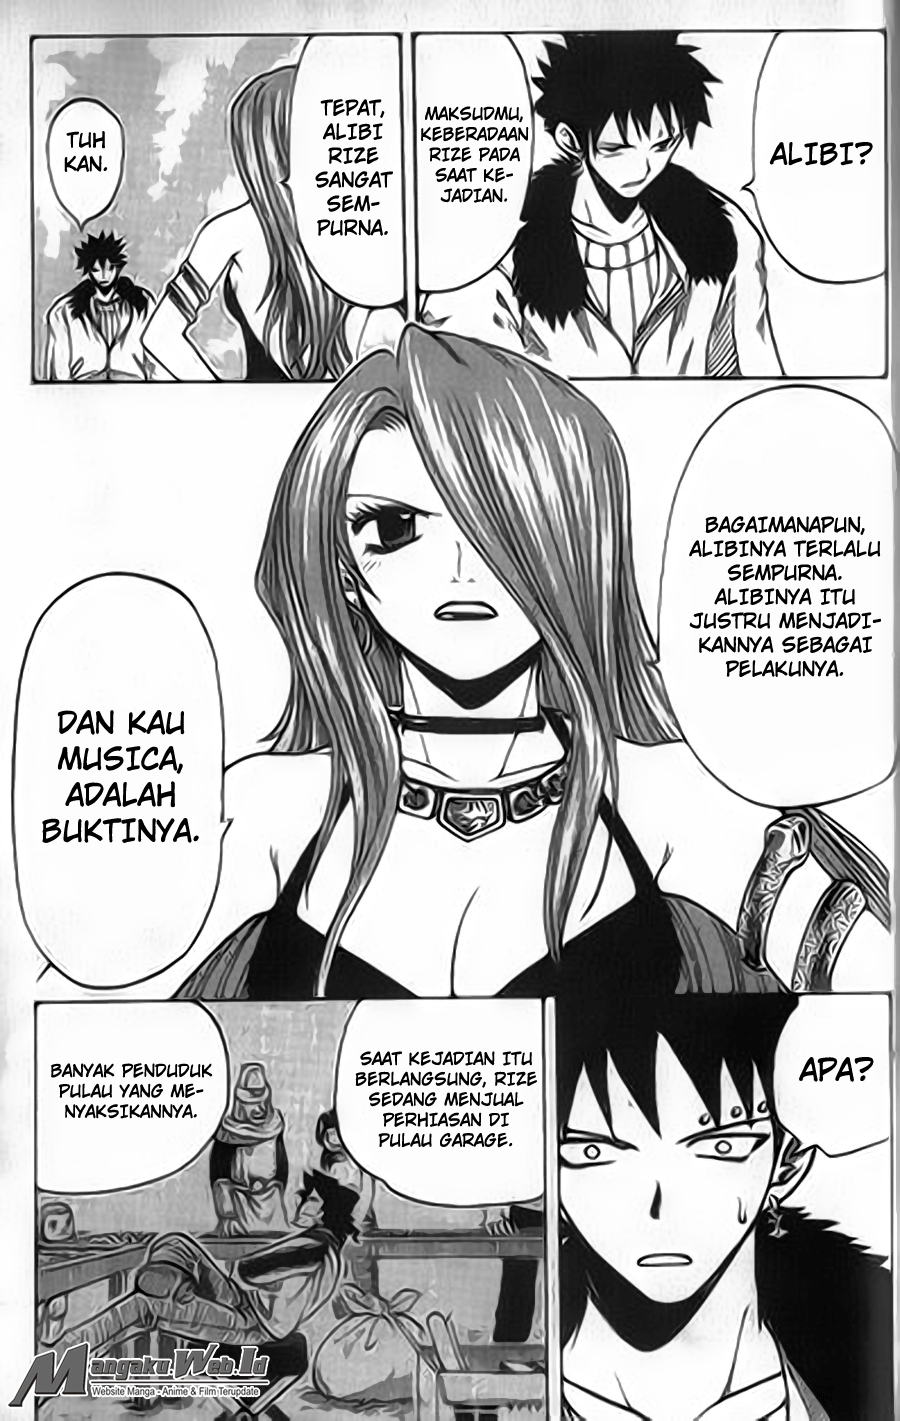 ALIBI?
MAKSUDMU,
KEBERADAAN
RIZE PADA
SAAT KE-
JADIAN.
TEPAT,
ALIBI
RIZE
SANGAT
SEM-
PURNA.
TUH
KAN.
BAGAIMANAPUN,
ALIBINYA TERLALU
SEMPURNA.
ALIBINYA ITU
JUSTRU MENJADI-
KANNYA SEBAGAI
PELAKUNYA.
DAN KAU
MUSICA,
ADALAH
BUKTINYA.
APA?
SAAT KEJADIAN ITU
BERLANGSUNG, RIZE
SEDANG MENJUAL
PERHIASAN DI
PULAU GARAGE.
BANYAK PENDUDUK
PULAU YANG ME-
NYAKSIKANNYA.
Mangaku.Web.Id
Website Manga - Anime & Film Terupdate